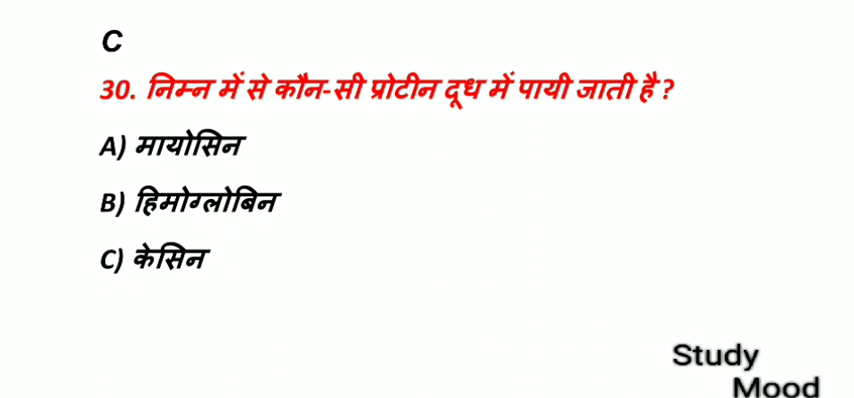 C
30. निम्न में से कौन-सी प्रोटीन दूध में पायी जाती है ?
A) मायोसिन
B) हिमोग्लोबिन
C) केसिन
Study
Mood